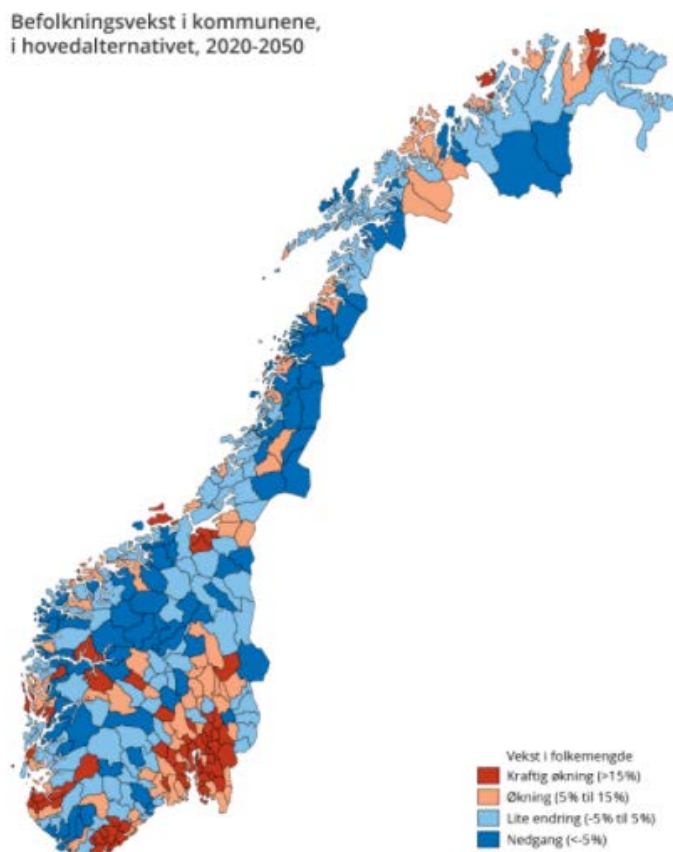 Befolkningsvekst i kommunene,
i hovedalternativet, 2020-2050
Vekst i folkemengde
Kraftig økning (>15%)
Økning (5% til 15%)
Lite endring (-5% til 5%)
Nedgang (<-5%)